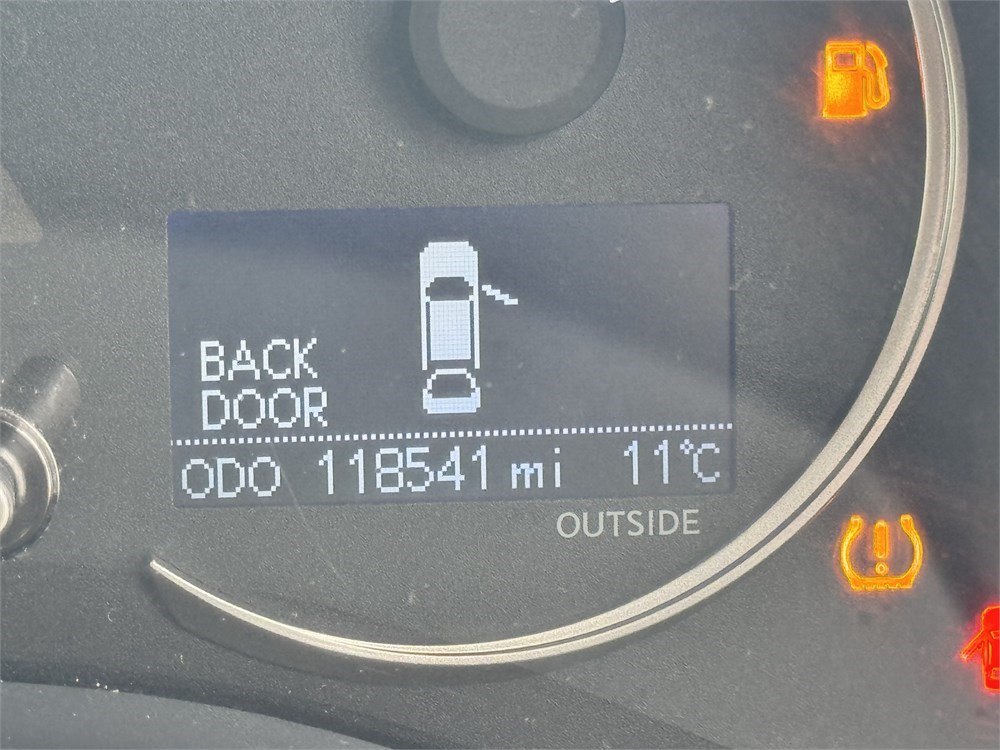 BACK
DOOR
ODO 118541 mi 11°C
OUTSIDE